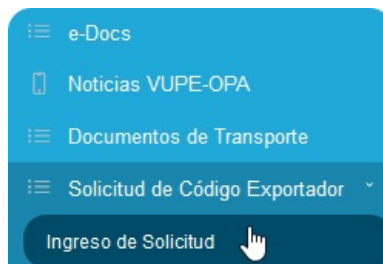 e-Docs
Noticias VUPE-OPA
Documentos de Transporte
Solicitud de Código Exportador
Ingreso de Solicitud